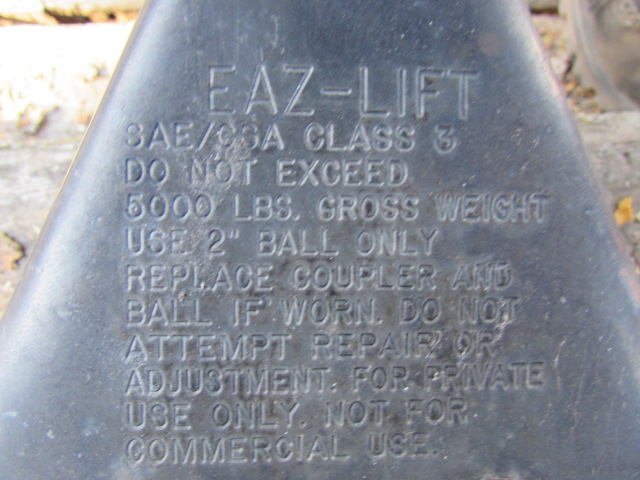 EAZ-LIFT
SAE/CSA CLASS 3
DO NOT EXCEED
5000 LBS. GROSS WEIGHT
USE 2" BALL ONLY
REPLACE COUPLER AND
BALL IF WORN. DO NOT
ATTEMPT REPAIR OR
ADJUSTMENT. FOR PRIVATE
USE ONLY. NOT FOR
COMMERCIAL USE.